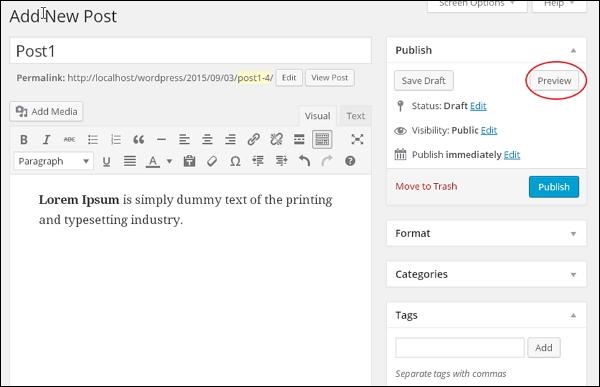 Screen Options ▼ Help ▼
Add New Post
Post1
Permalink: http://localhost/wordpress/2015/09/03/post1-4/ Edit View Post
Add Media
Visual Text
B I ABC
Paragraph U A Ω ?
Lorem Ipsum is simply dummy text of the printing
and typesetting industry.
Publish
Save Draft Preview
Status: Draft Edit
Visibility: Public Edit
Publish immediately Edit
Move to Trash Publish
Format
Categories
Tags
Add
Separate tags with commas